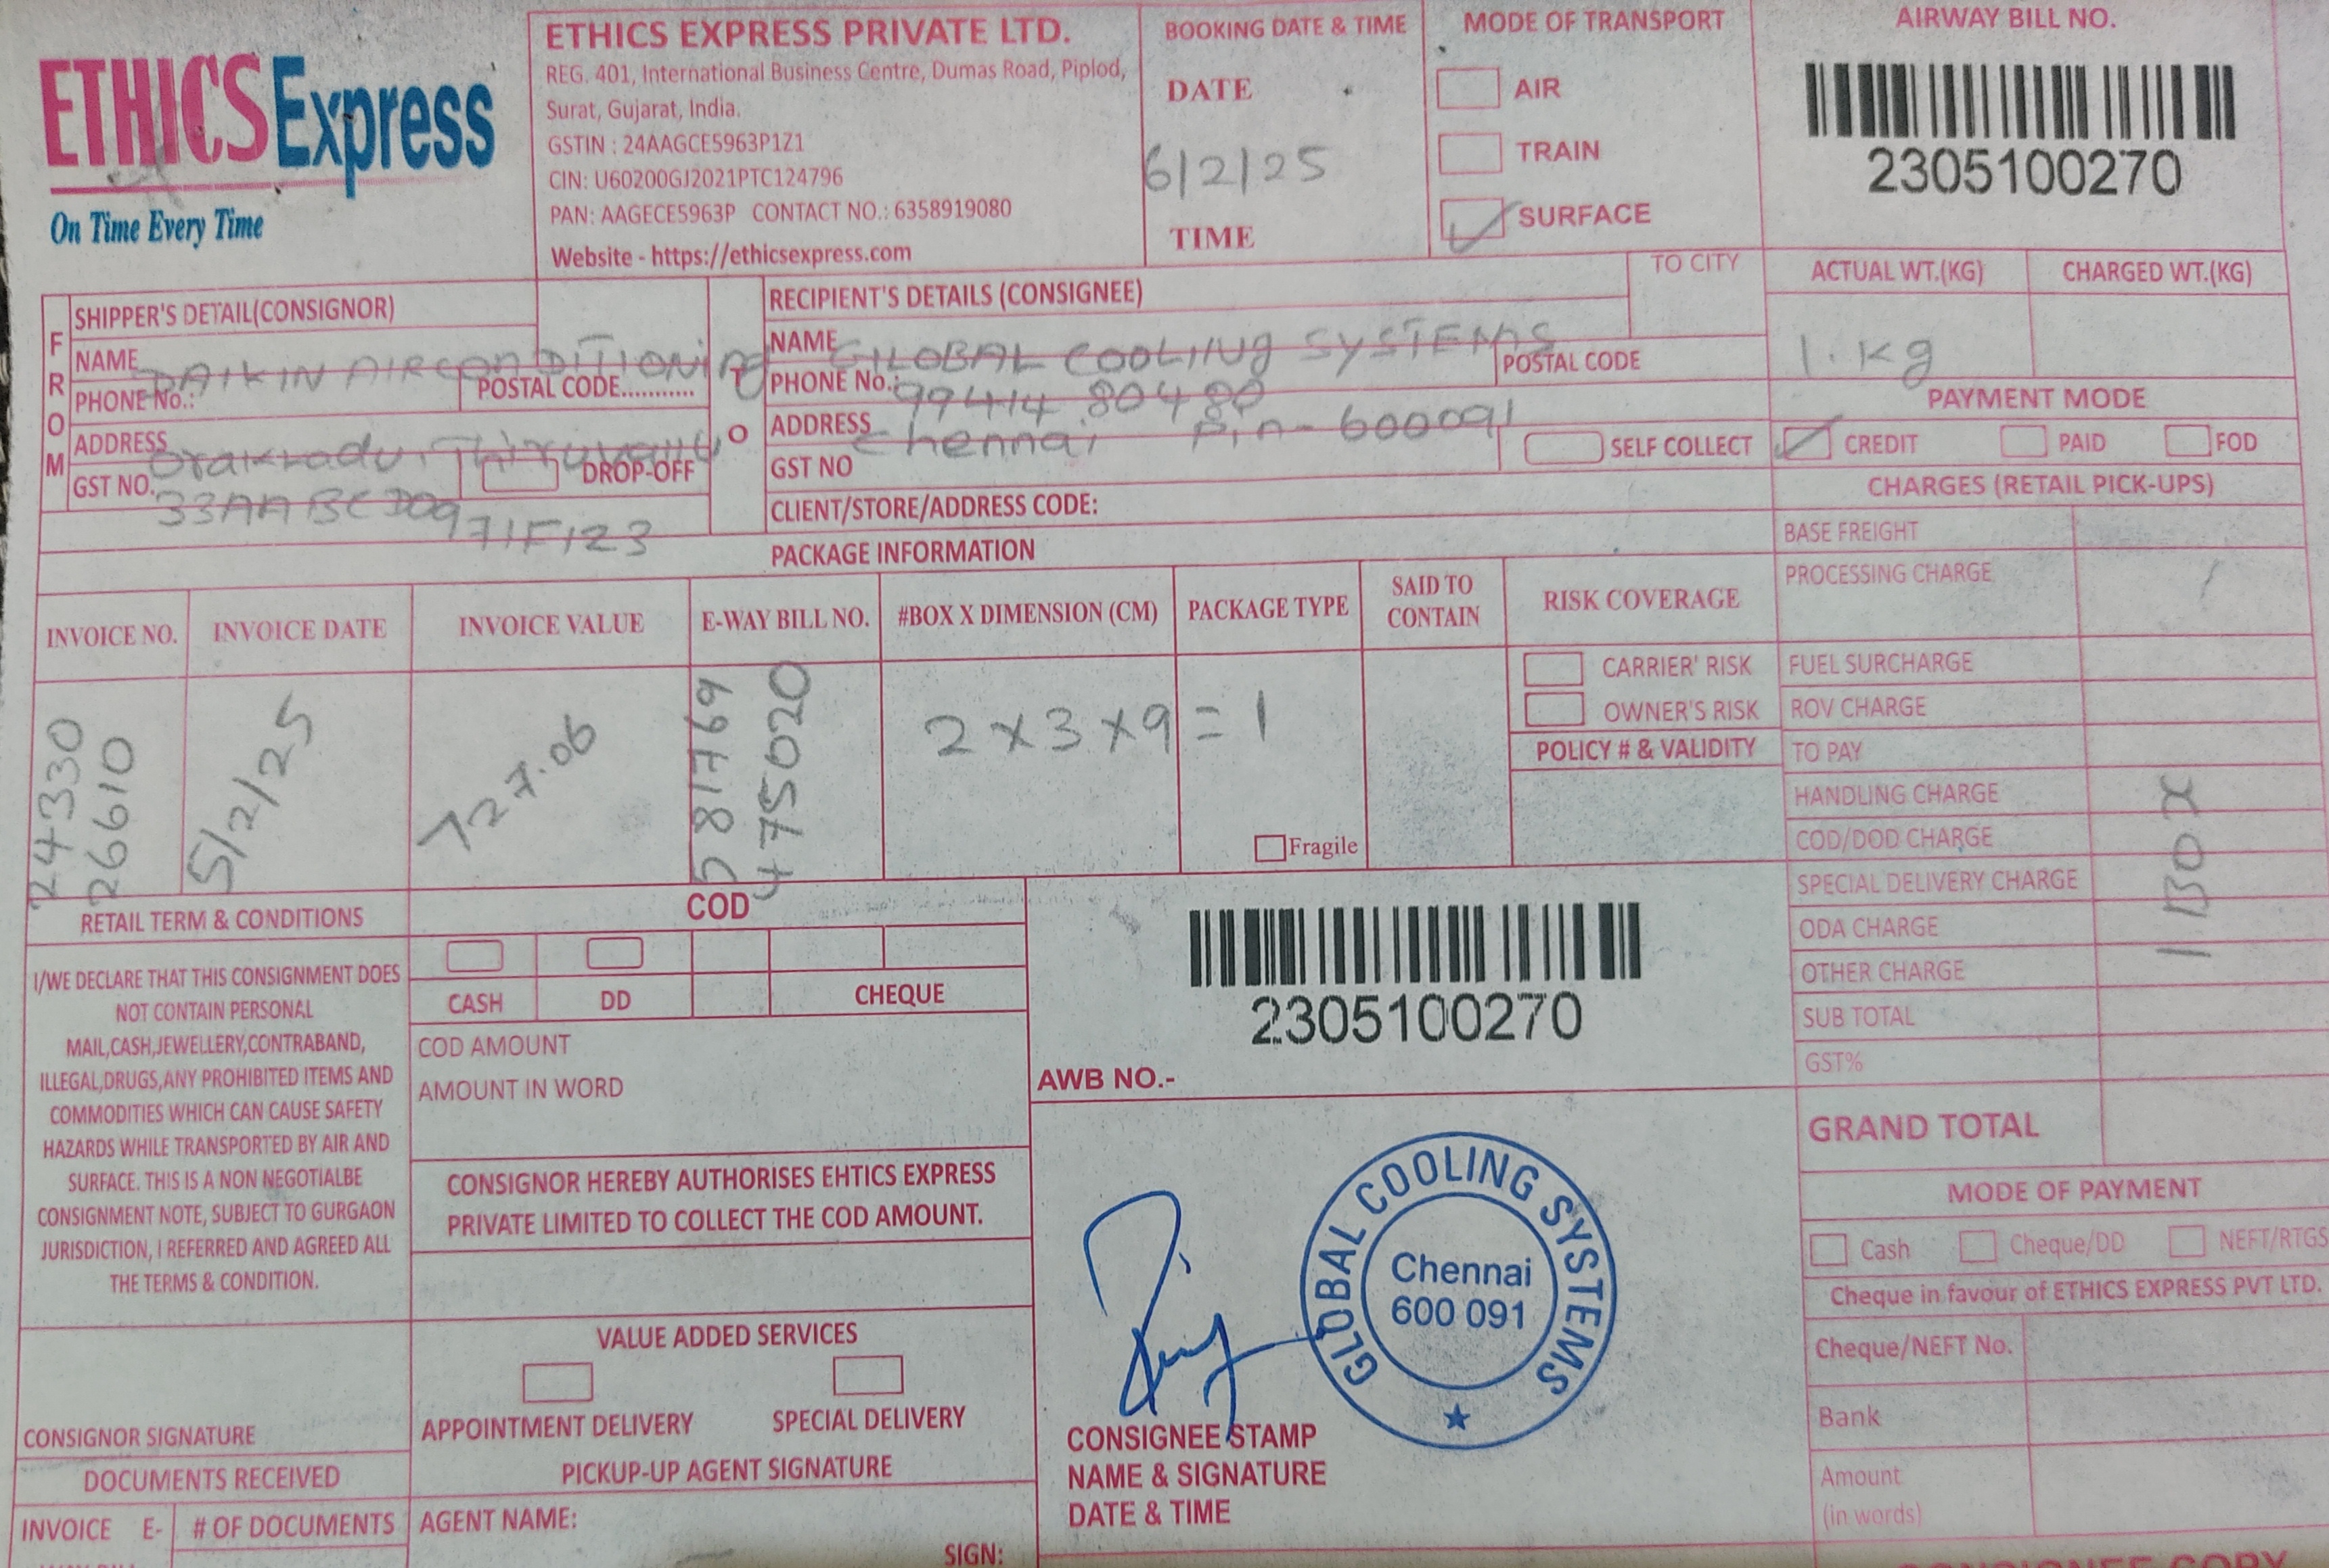 ETHICS Express
On Time Every Time
ETHICS EXPRESS PRIVATE LTD.
REG. 401, International Business Centre, Dumas Road, Piplod,
Surat, Gujarat, India.
GSTIN : 24AAGCE5963P1Z1
CIN: U60200GJ2021PTC124796
PAN: AAGECE5963P CONTACT NO.: 6358919080
Website - https://ethicsexpress.com
BOOKING DATE & TIME
DATE
6/2/25
TIME
MODE OF TRANSPORT
AIR
TRAIN
SURFACE
AIRWAY BILL NO.
2305100270
FROM
SHIPPER'S DETAIL(CONSIGNOR)
NAME DAIKIN AIRCONDITIONING
PHONE No.: POSTAL CODE...........
ADDRESS
GST NO. DROP-OFF
33AABCD0971F123
TO
RECIPIENT'S DETAILS (CONSIGNEE)
TO CITY
NAME GLOBAL COOLING SYSTEMS
POSTAL CODE
PHONE No.: 99414 80480
ADDRESS Chennai Pin- 600091
GST NO
SELF COLLECT
CLIENT/STORE/ADDRESS CODE:
ACTUAL WT.(KG) CHARGED WT.(KG)
1.Kg
PAYMENT MODE
CREDIT PAID FOD
CHARGES (RETAIL PICK-UPS)
BASE FREIGHT
PROCESSING CHARGE
FUEL SURCHARGE
ROV CHARGE
TO PAY
HANDLING CHARGE
COD/DOD CHARGE
SPECIAL DELIVERY CHARGE
ODA CHARGE
OTHER CHARGE
SUB TOTAL
GST%
GRAND TOTAL
1 BOX
PACKAGE INFORMATION
INVOICE NO. INVOICE DATE INVOICE VALUE E-WAY BILL NO. #BOX X DIMENSION (CM) PACKAGE TYPE SAID TO CONTAIN RISK COVERAGE
24330
26610
5/2/25
727.06
581769
475020
2 x 3 x 9 = 1
Fragile
CARRIER' RISK
OWNER'S RISK
POLICY # & VALIDITY
RETAIL TERM & CONDITIONS
I/WE DECLARE THAT THIS CONSIGNMENT DOES
NOT CONTAIN PERSONAL
MAIL,CASH,JEWELLERY,CONTRABAND,
ILLEGAL,DRUGS,ANY PROHIBITED ITEMS AND
COMMODITIES WHICH CAN CAUSE SAFETY
HAZARDS WHILE TRANSPORTED BY AIR AND
SURFACE. THIS IS A NON NEGOTIALBE
CONSIGNMENT NOTE, SUBJECT TO GURGAON
JURISDICTION, I REFERRED AND AGREED ALL
THE TERMS & CONDITION.
CONSIGNOR SIGNATURE
DOCUMENTS RECEIVED
INVOICE E- # OF DOCUMENTS
COD
CASH DD CHEQUE
COD AMOUNT
AMOUNT IN WORD
CONSIGNOR HEREBY AUTHORISES EHTICS EXPRESS
PRIVATE LIMITED TO COLLECT THE COD AMOUNT.
VALUE ADDED SERVICES
APPOINTMENT DELIVERY SPECIAL DELIVERY
PICKUP-UP AGENT SIGNATURE
AGENT NAME:
SIGN:
2305100270
AWB NO.-
GLOBAL COOLING SYSTEMS
Chennai
600 091
CONSIGNEE STAMP
NAME & SIGNATURE
DATE & TIME
MODE OF PAYMENT
Cash Cheque/DD NEFT/RTGS
Cheque in favour of ETHICS EXPRESS PVT LTD.
Cheque/NEFT No.
Bank
Amount
(in words)
CONSIGNEE COPY